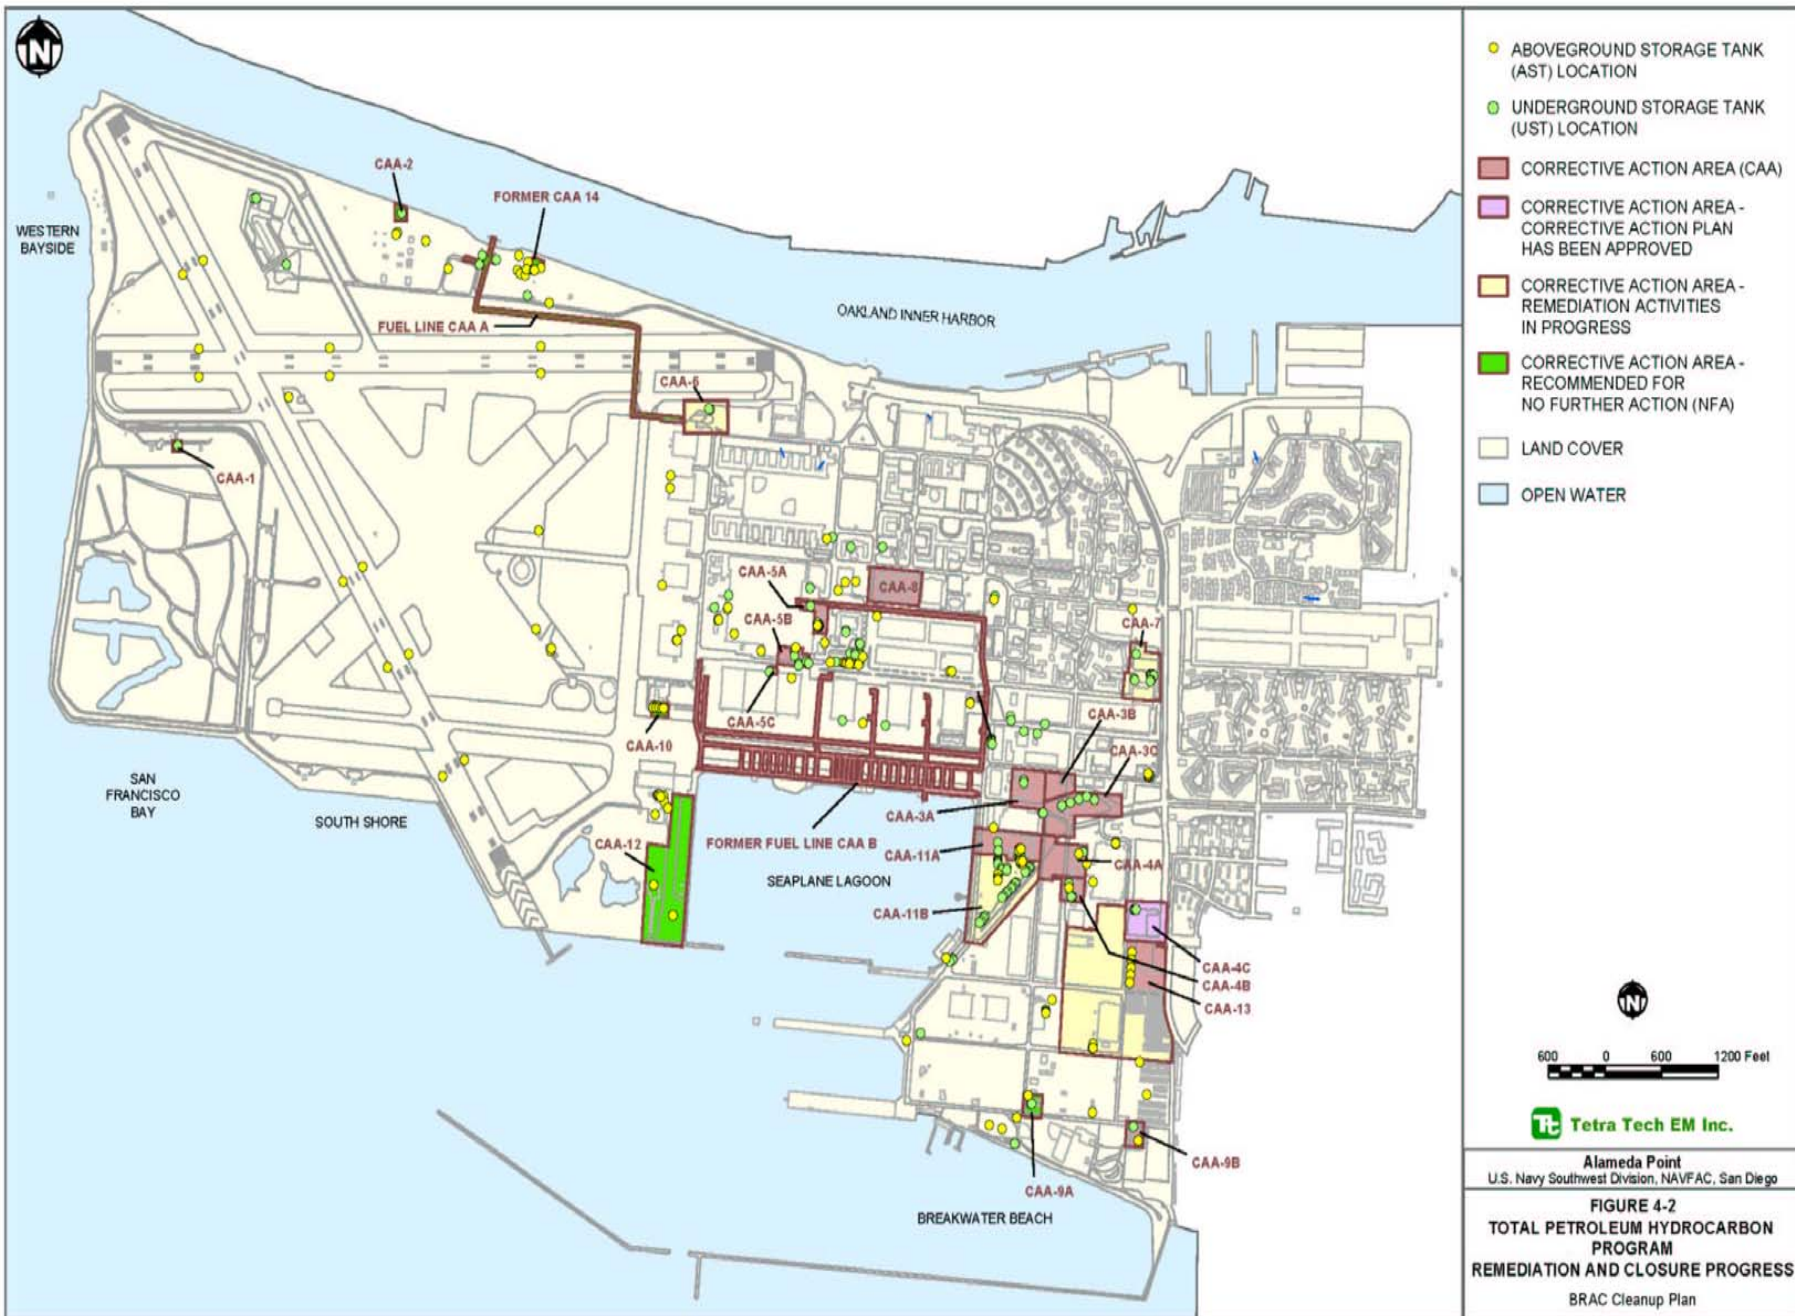 N
WESTERN
BAYSIDE
CAA-2
FORMER CAA 14
FUEL LINE CAA A
OAKLAND INNER HARBOR
CAA-6
CAA-1
CAA-5A
CAA-8
CAA-5B
CAA-7
CAA-5C
CAA-3B
CAA-10
CAA-3C
SAN
FRANCISCO
BAY
SOUTH SHORE
CAA-3A
CAA-12
FORMER FUEL LINE CAA B
CAA-11A
CAA-4A
SEAPLANE LAGOON
CAA-11B
CAA-4C
CAA-4B
CAA-13
CAA-9B
CAA-9A
BREAKWATER BEACH
ABOVEGROUND STORAGE TANK
(AST) LOCATION
UNDERGROUND STORAGE TANK
(UST) LOCATION
CORRECTIVE ACTION AREA (CAA)
CORRECTIVE ACTION AREA -
CORRECTIVE ACTION PLAN
HAS BEEN APPROVED
CORRECTIVE ACTION AREA -
REMEDIATION ACTIVITIES
IN PROGRESS
CORRECTIVE ACTION AREA -
RECOMMENDED FOR
NO FURTHER ACTION (NFA)
LAND COVER
OPEN WATER
N
600 0 600 1200 Feet
Tt Tetra Tech EM Inc.
Alameda Point
U.S. Navy Southwest Division, NAVFAC, San Diego
FIGURE 4-2
TOTAL PETROLEUM HYDROCARBON
PROGRAM
REMEDIATION AND CLOSURE PROGRESS
BRAC Cleanup Plan